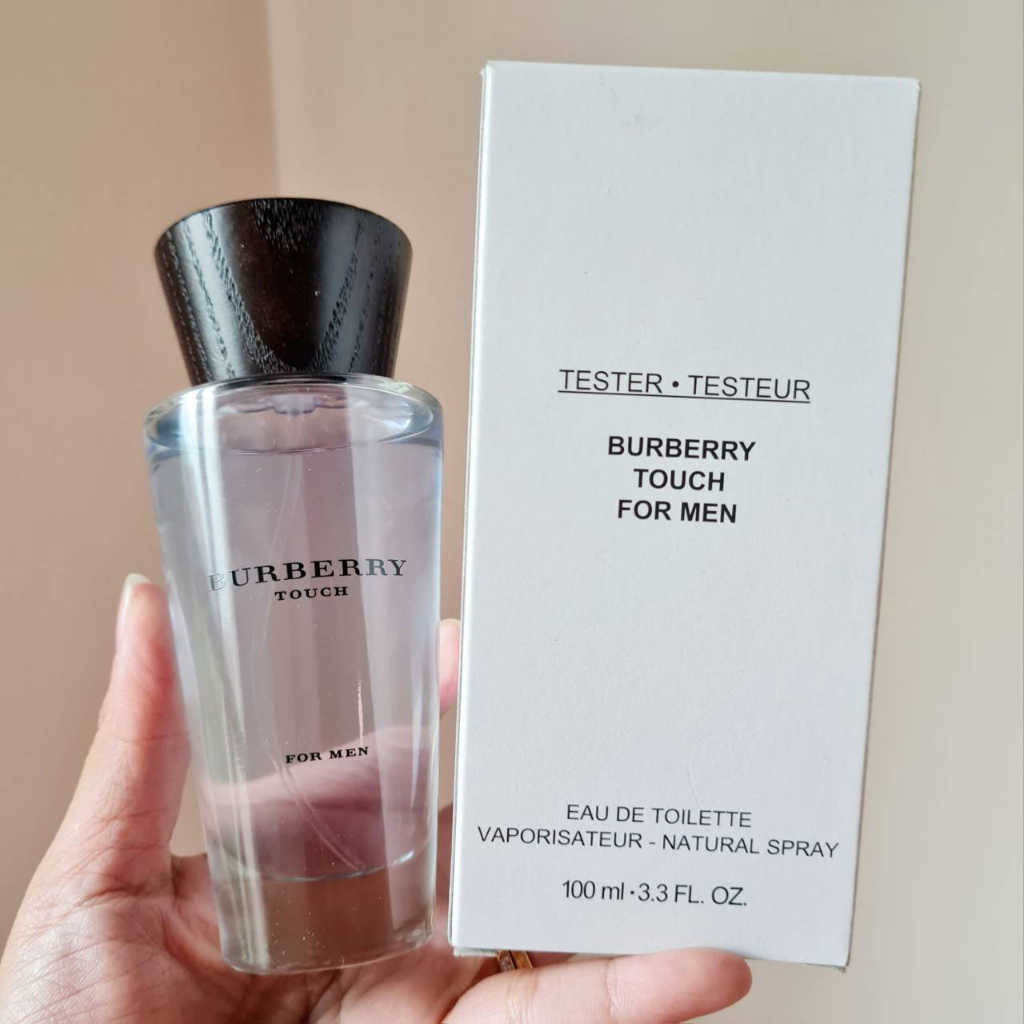 BURBERRY
TOUCH
FOR MEN
TESTER • TESTEUR
BURBERRY
TOUCH
FOR MEN
EAU DE TOILETTE
VAPORISATEUR - NATURAL SPRAY
100 ml • 3.3 FL. OZ.